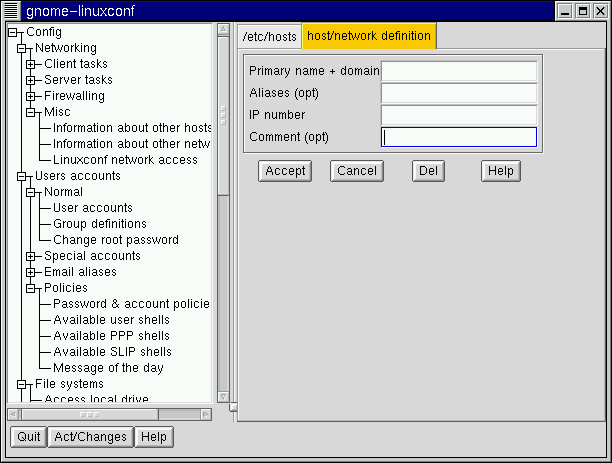 gnome-linuxconf
Config
Networking
Client tasks
Server tasks
Firewalling
Misc
Information about other hosts
Information about other netw
Linuxconf network access
Users accounts
Normal
User accounts
Group definitions
Change root password
Special accounts
Email aliases
Policies
Password & account policie
Available user shells
Available PPP shells
Available SLIP shells
Message of the day
File systems
Access local drive
/etc/hosts
host/network definition
Primary name + domain
Aliases (opt)
IP number
Comment (opt)
Accept
Cancel
Del
Help
Quit
Act/Changes
Help